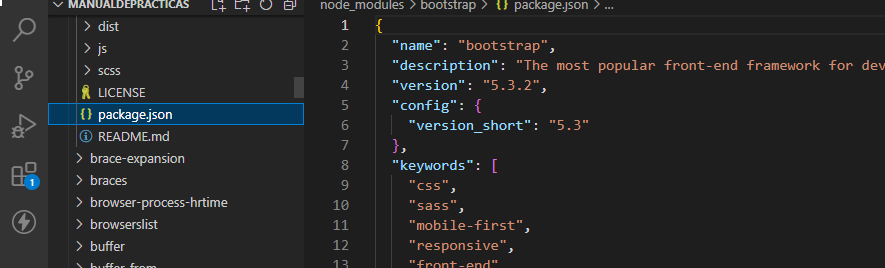 MANUALDEPRACTICAS
dist
js
scss
LICENSE
{} package.json
README.md
brace-expansion
braces
browser-process-hrtime
browserslist
buffer
buffer-from
1
node_modules > bootstrap > {} package.json > ...
1 {
2 "name": "bootstrap",
3 "description": "The most popular front-end framework for dev
4 "version": "5.3.2",
5 "config": {
6 "version_short": "5.3"
7 },
8 "keywords": [
9 "css",
10 "sass",
11 "mobile-first",
12 "responsive",
13 "front-end"